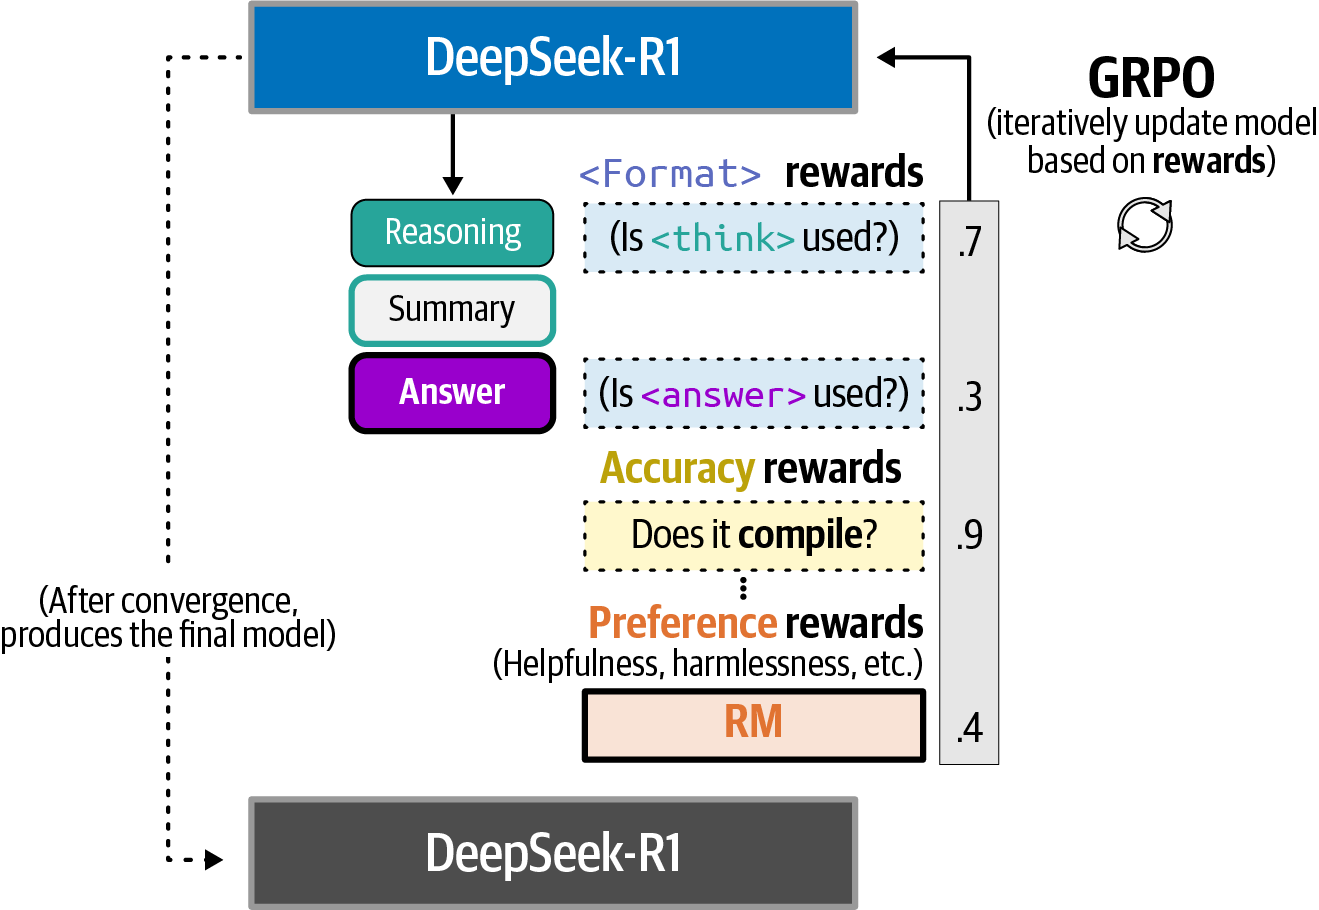 DeepSeek-R1
GRPO
(iteratively update model
based on rewards)
<Format> rewards
Reasoning
(Is <think> used?)
.7
Summary
Answer
(Is <answer> used?)
.3
Accuracy rewards
Does it compile?
.9
(After convergence,
produces the final model)
Preference rewards
(Helpfulness, harmlessness, etc.)
RM
.4
DeepSeek-R1